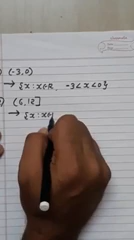 (-3,0)
→ {x : x∈R, -3<x<0}
(6,12]
→ {x : x∈